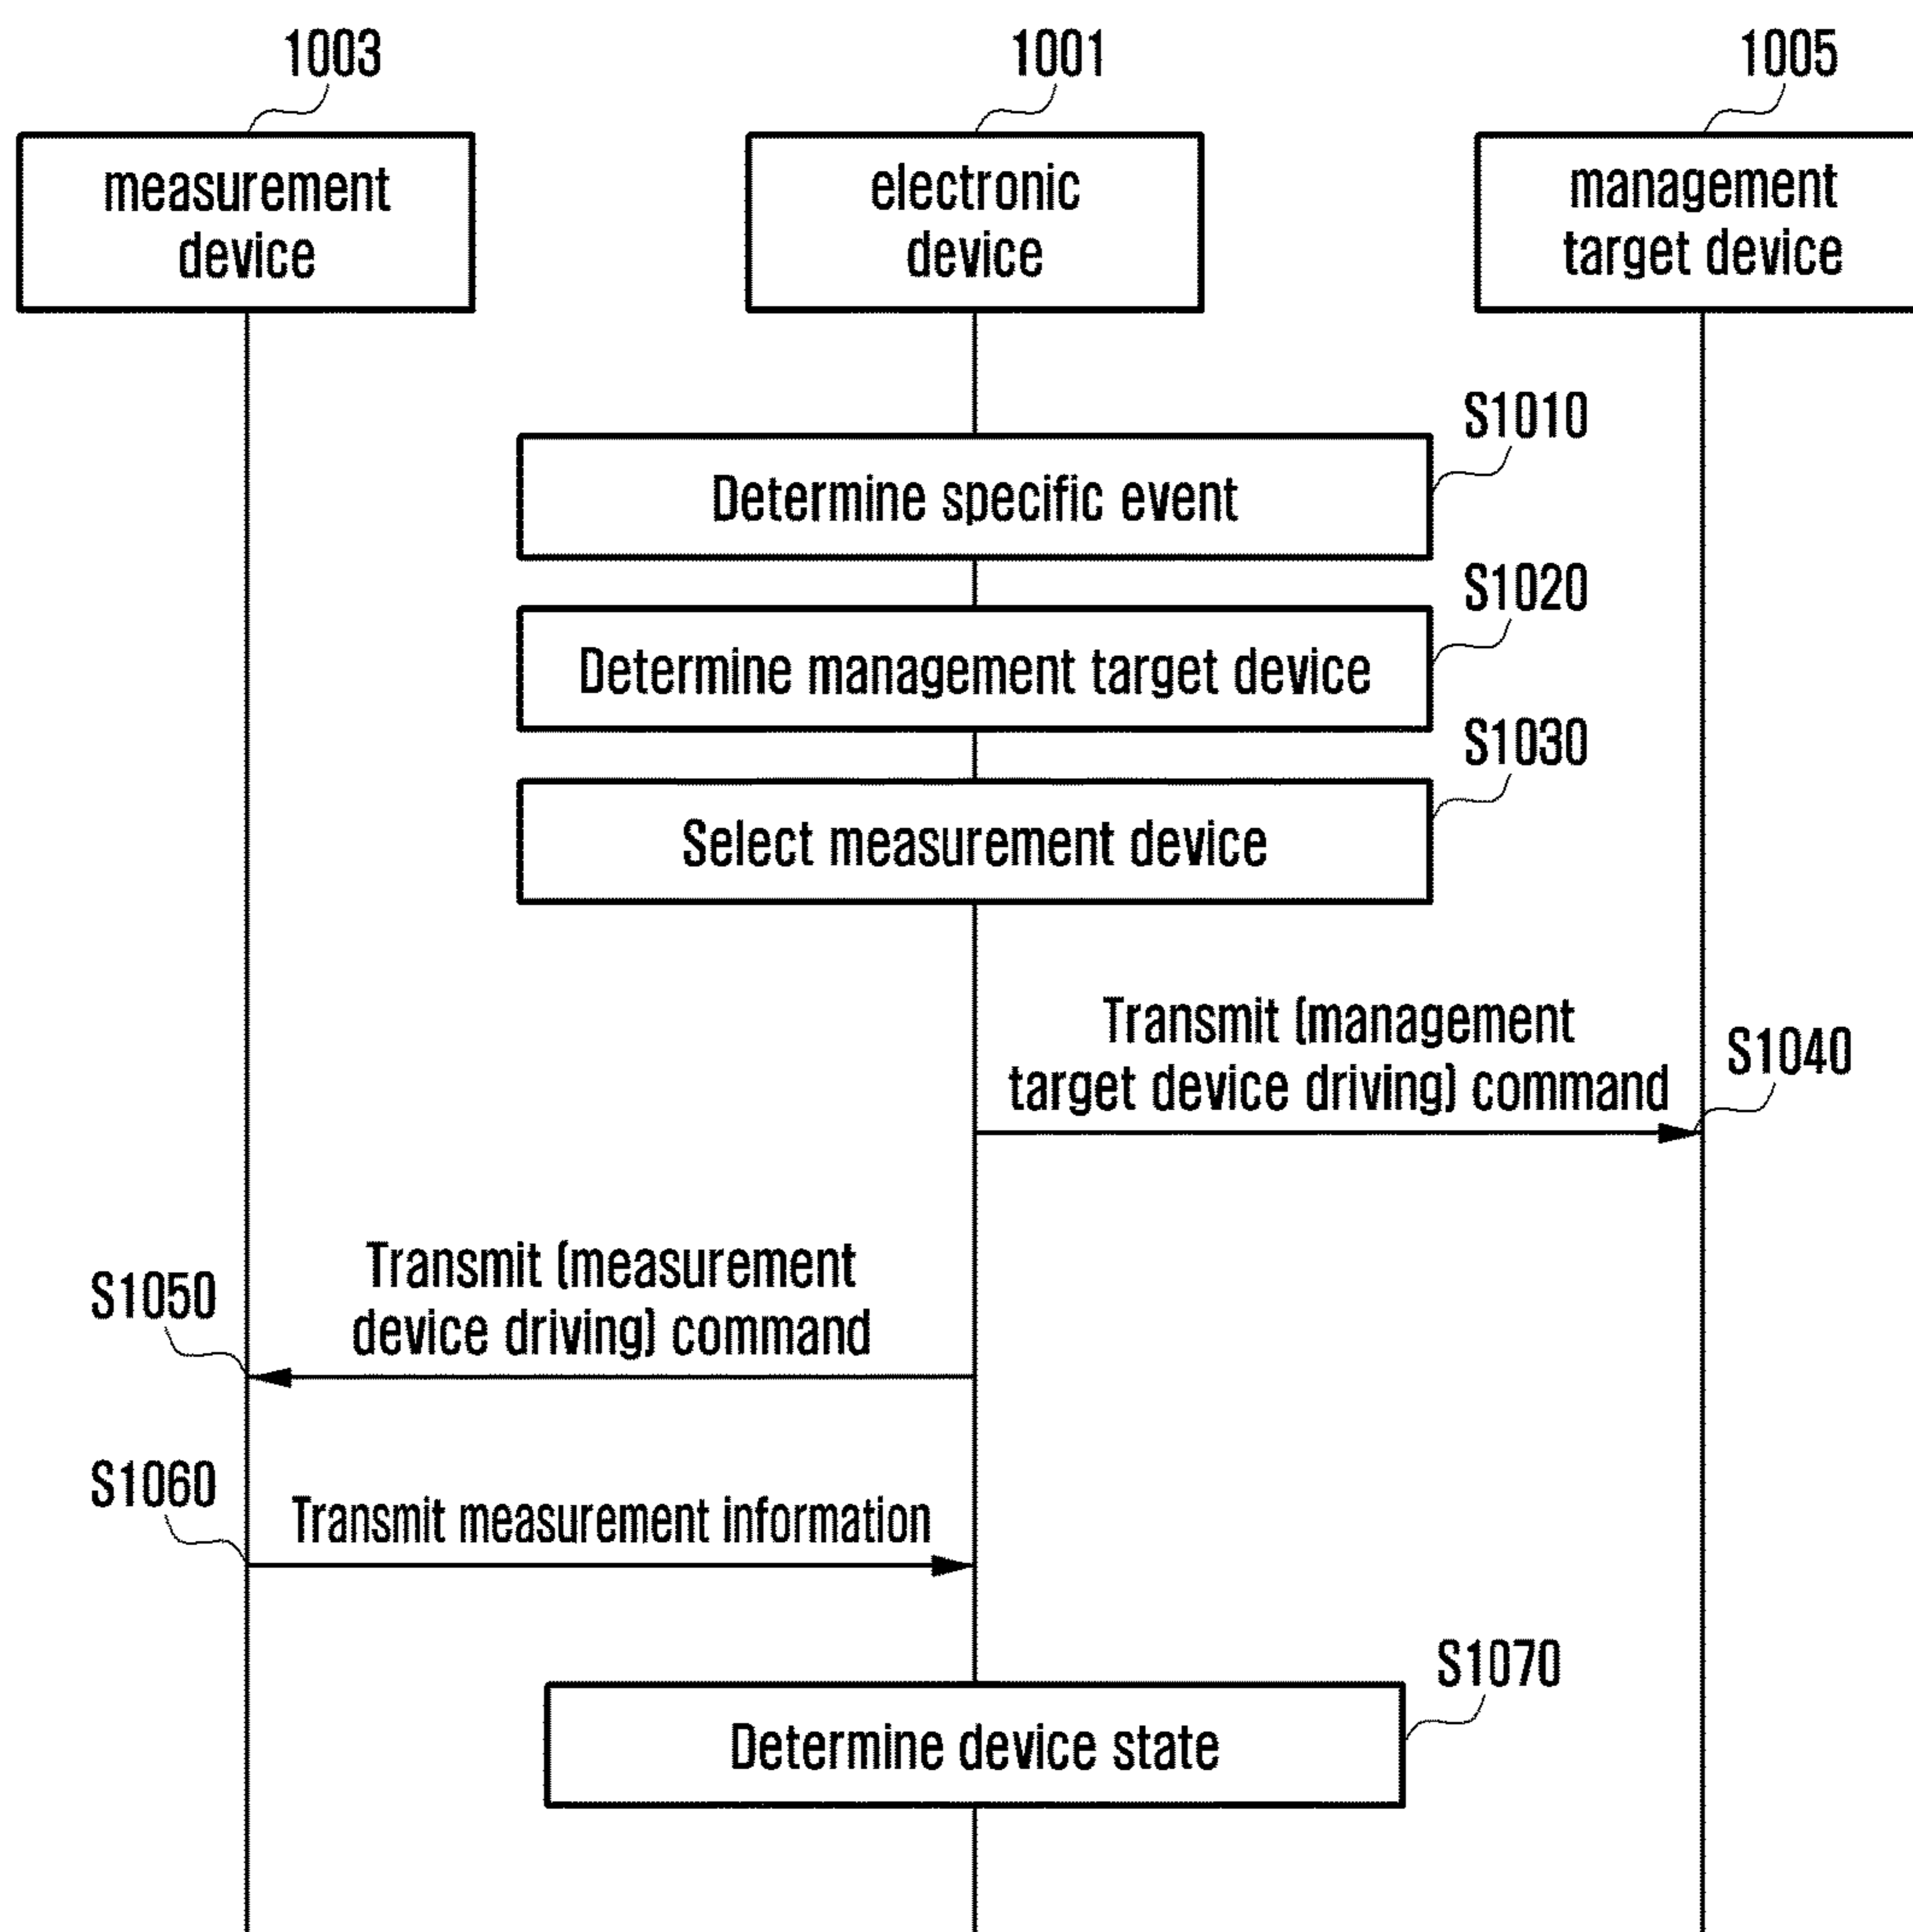 1003
1001
1005
measurement
device
electronic
device
management
target device
S1010
Determine specific event
S1020
Determine management target device
S1030
Select measurement device
Transmit (management
target device driving) command
S1040
Transmit (measurement
device driving) command
S1050
S1060
Transmit measurement information
S1070
Determine device state